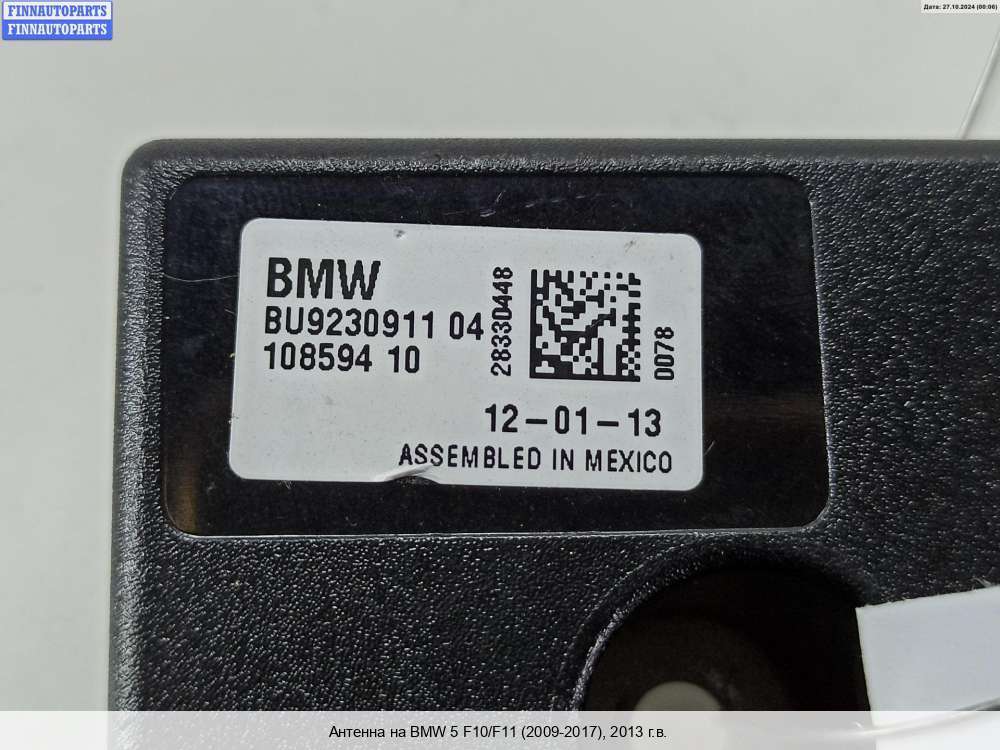 FINNAUTOPARTS
FINNAUTOPARTS
Дата: 27.10.2024 (00:06)
BMW
BU9230911 04
108594 10
28330448
0078
12-01-13
ASSEMBLED IN MEXICO
Антенна на BMW 5 F10/F11 (2009-2017), 2013 г.в.